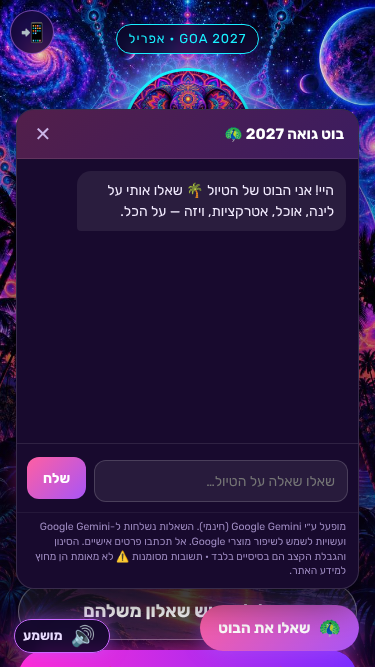 GOA 2027 • אפריל
בוט גואה 2027
היי! אני הבוט של הטיול 🌴 שאלו אותי על
לינה, אוכל, אטרקציות, ויזה — על הכל.
שאלו שאלה על הטיול...
שלח
מופעל ע״י Google Gemini (חינמי). השאלות נשלחות ל-Google Gemini
ועשויות לשמש לשיפור מוצרי Google. אל תכתבו פרטים אישיים. הסינון
והגבלת הקצב הם בסיסיים בלבד • תשובות מסומנות ⚠️ לא מאומת הן מחוץ
למידע האתר.
שאלון משלהם
שאלו את הבוט
מושמע